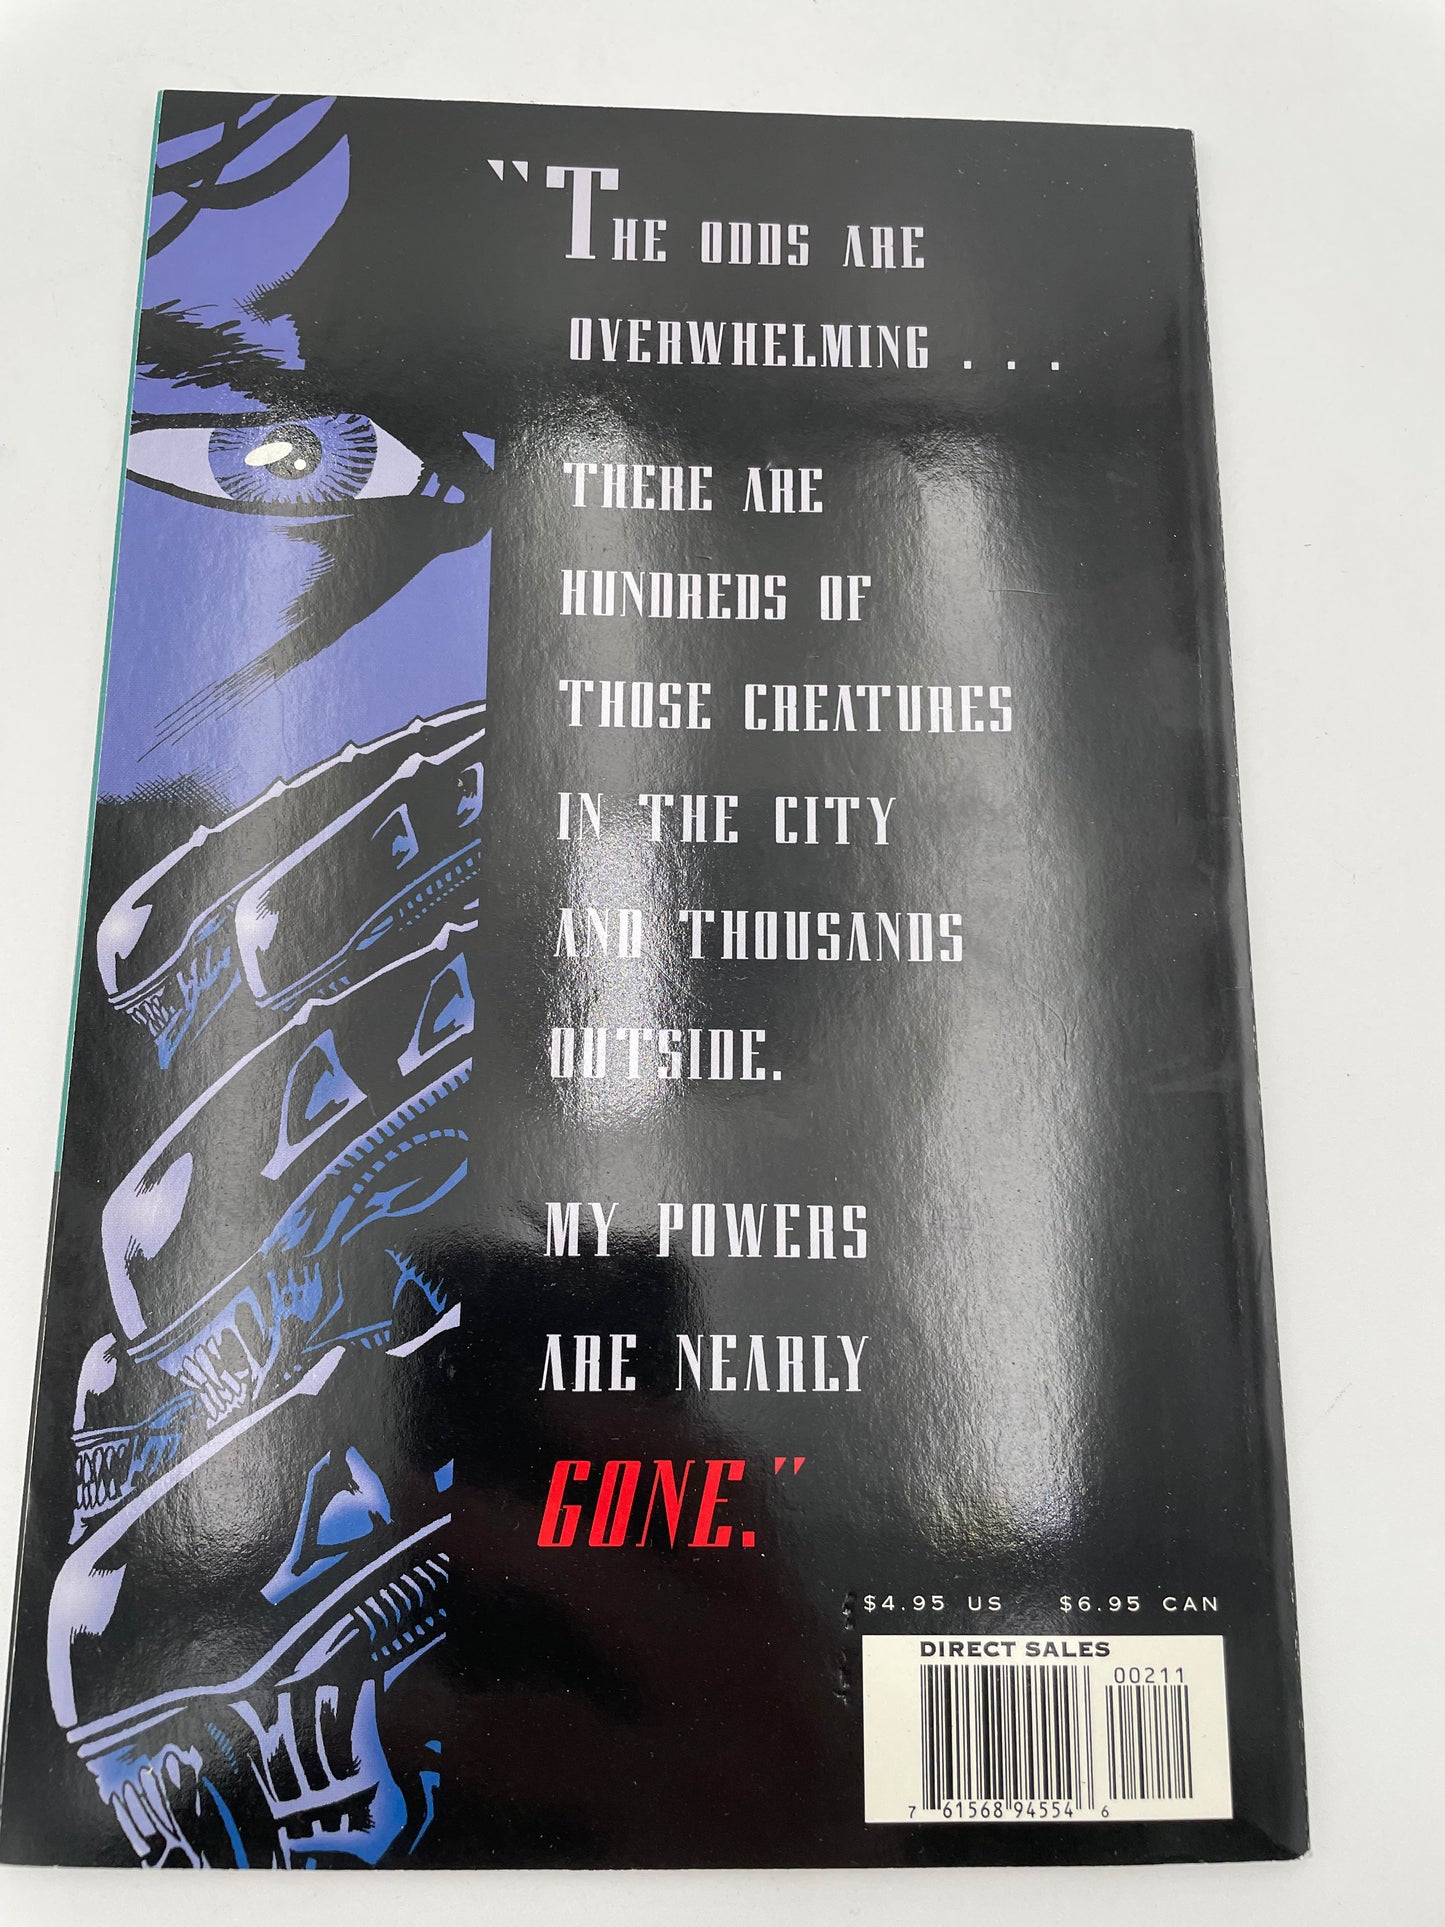 "THE ODDS ARE
OVERWHELMING . . .
THERE ARE
HUNDREDS OF
THOSE CREATURES
IN THE CITY
AND THOUSANDS
OUTSIDE.
MY POWERS
ARE NEARLY
GONE."
$4.95 US $6.95 CAN
DIRECT SALES
00211
7 61568 94554 6